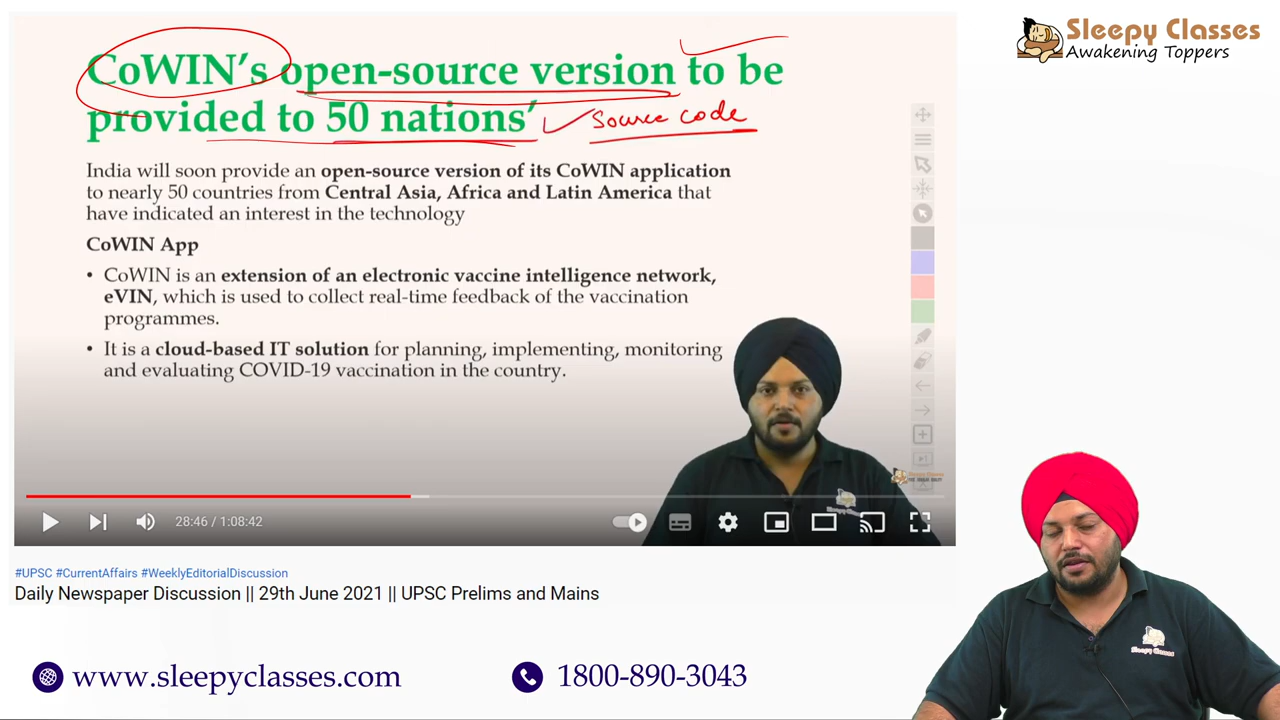 Sleepy Classes
Awakening Toppers
CoWIN's open-source version to be
provided to 50 nations'
Source code
India will soon provide an open-source version of its CoWIN application
to nearly 50 countries from Central Asia, Africa and Latin America that
have indicated an interest in the technology
CoWIN App
• CoWIN is an extension of an electronic vaccine intelligence network,
eVIN, which is used to collect real-time feedback of the vaccination
programmes.
• It is a cloud-based IT solution for planning, implementing, monitoring
and evaluating COVID-19 vaccination in the country.
Sleepy Classes
28:46 / 1:08:42
#UPSC #CurrentAffairs #WeeklyEditorialDiscussion
Daily Newspaper Discussion || 29th June 2021 || UPSC Prelims and Mains
Sleepy Classes
www.sleepyclasses.com
1800-890-3043